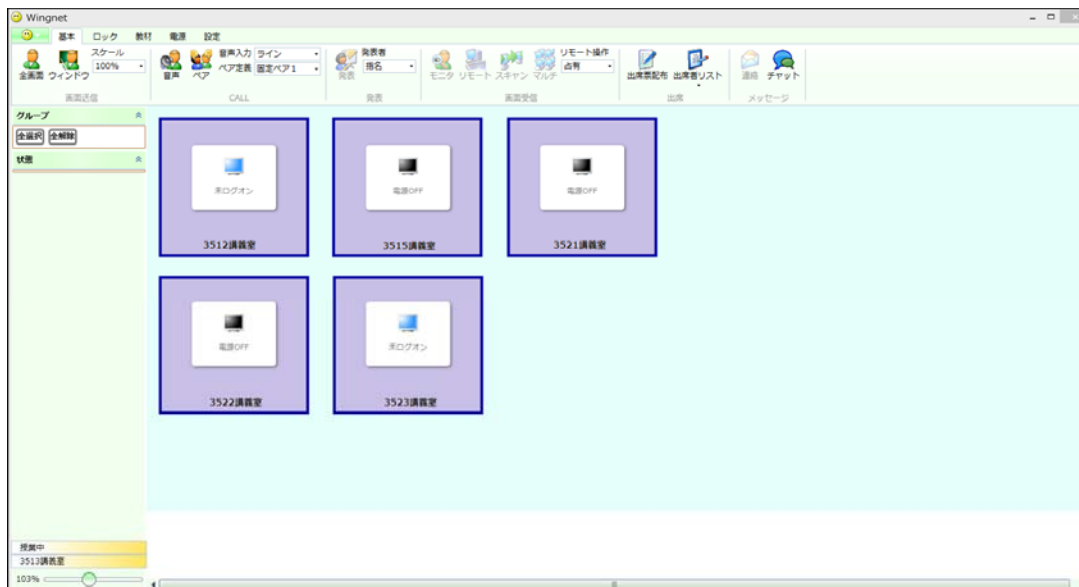 Wingnet
基本 ロック 教材 電源 設定
全画面 ウィンドウ
スケール
100%
画面送信
音声 ペア
音声入力 ライン
ペア定義 固定ペア1
CALL
発表
発表者
指名
発表
モニタ リモート スキャン マルチ
リモート操作
占有
画面受信
出席票配布 出席者リスト
出席
連絡 チャット
メッセージ
グループ
全選択 全解除
状態
未ログオン
3512講義室
電源OFF
3515講義室
電源OFF
3521講義室
電源OFF
3522講義室
未ログオン
3523講義室
授業中
3513講義室
103%